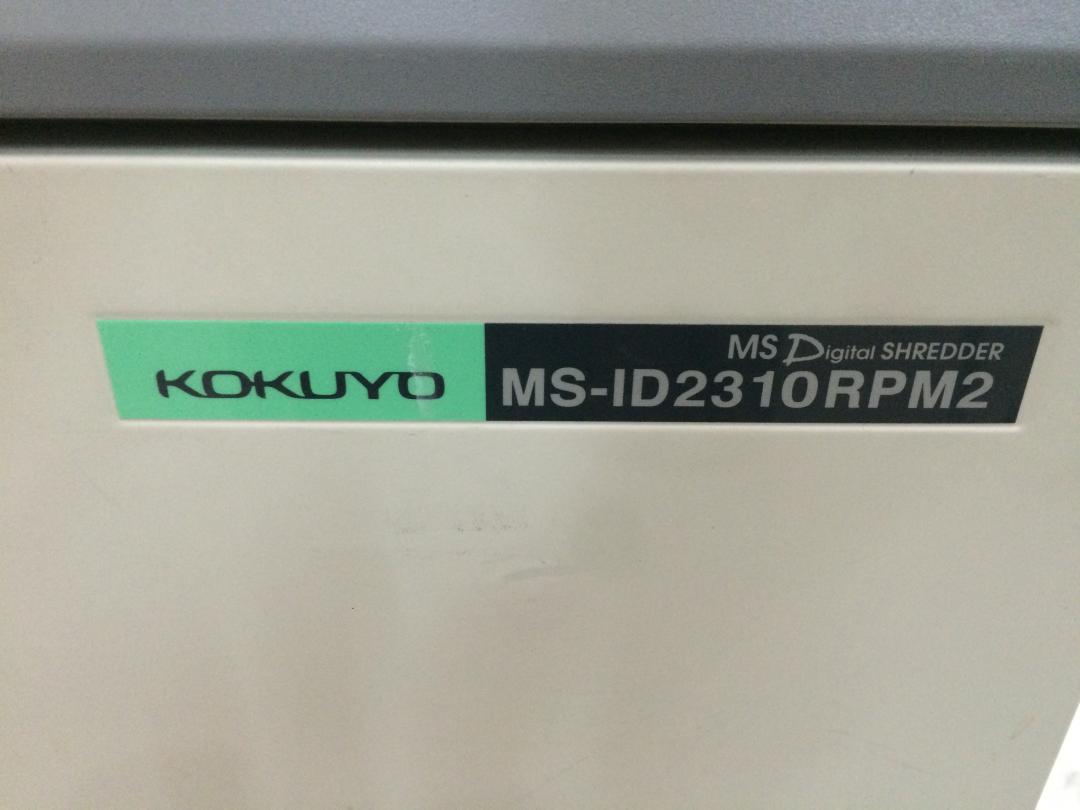 KOKUYO
MS Digital SHREDDER
MS-ID2310RPM2